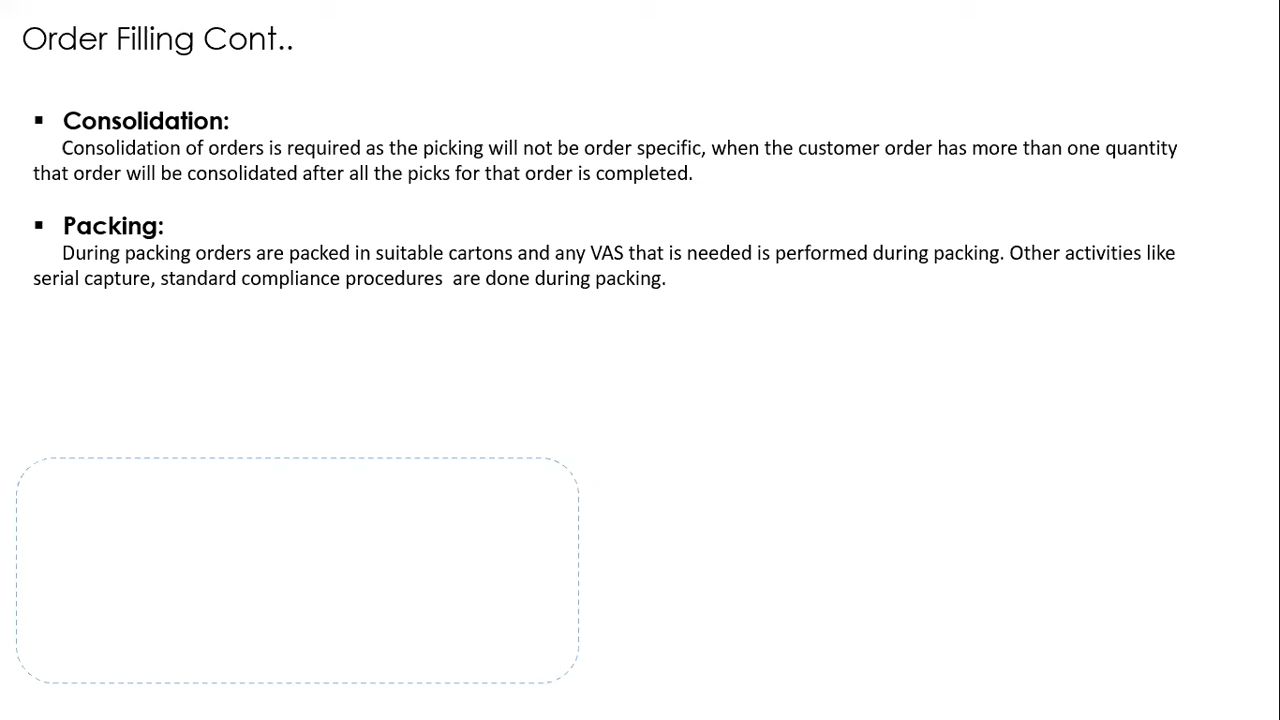 Order Filling Cont..
▪ Consolidation:
Consolidation of orders is required as the picking will not be order specific, when the customer order has more than one quantity
that order will be consolidated after all the picks for that order is completed.
▪ Packing:
During packing orders are packed in suitable cartons and any VAS that is needed is performed during packing. Other activities like
serial capture, standard compliance procedures  are done during packing.